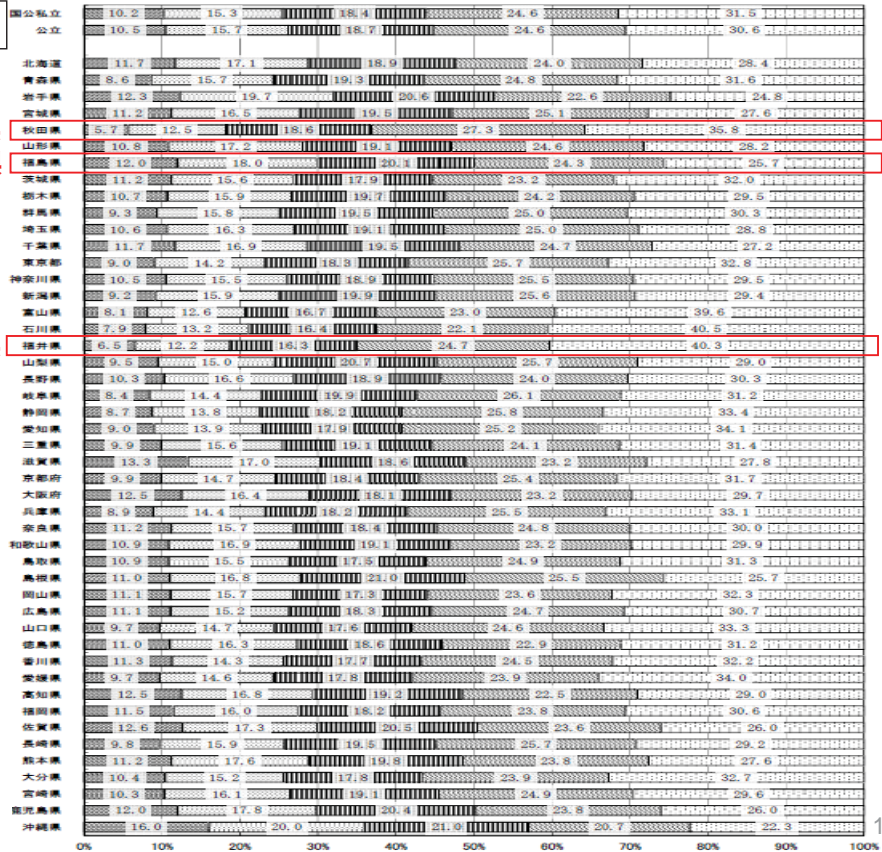 国公私立 10.2 15.3 18.4 24.6 31.5
公立 10.5 15.7 18.7 24.6 30.6
北海道 11.7 17.1 18.9 24.0 28.4
青森県 8.6 15.7 19.3 24.8 31.6
岩手県 12.3 19.7 20.6 22.6 24.8
宮城県 11.2 16.5 19.5 25.1 27.6
秋田県 5.7 12.5 18.6 27.3 35.8
山形県 10.8 17.2 19.1 24.6 28.2
福島県 12.0 18.0 20.1 24.3 25.7
茨城県 11.2 15.6 17.9 23.2 32.0
栃木県 10.7 15.9 19.7 24.2 29.5
群馬県 9.3 15.8 19.5 25.0 30.3
埼玉県 10.6 16.3 19.1 25.0 28.8
千葉県 11.7 16.9 19.5 24.7 27.2
東京都 9.0 14.2 18.3 25.7 32.8
神奈川県 10.5 15.5 18.9 25.5 29.5
新潟県 9.2 15.9 19.9 25.6 29.4
富山県 8.1 12.6 16.7 23.0 39.6
石川県 7.9 13.2 16.4 22.1 40.5
福井県 6.5 12.2 16.3 24.7 40.3
山梨県 9.5 15.0 20.7 25.7 29.0
長野県 10.3 16.6 18.9 24.0 30.3
岐阜県 8.4 14.4 19.9 26.1 31.2
静岡県 8.7 13.8 18.2 25.8 33.4
愛知県 9.0 13.9 17.9 25.2 34.1
三重県 9.9 15.6 19.1 24.1 31.4
滋賀県 13.3 17.0 18.6 23.2 27.8
京都府 9.9 14.7 18.4 25.4 31.7
大阪府 12.5 16.4 18.1 23.2 29.7
兵庫県 8.9 14.4 18.2 25.5 33.1
奈良県 11.2 15.7 18.4 24.8 30.0
和歌山県 10.9 16.9 19.1 23.2 29.9
鳥取県 10.9 15.5 17.5 24.9 31.3
島根県 11.0 16.8 21.0 25.5 25.7
岡山県 11.1 15.7 17.3 23.6 32.3
広島県 11.1 15.2 18.3 24.7 30.7
山口県 9.7 14.7 17.6 24.6 33.3
徳島県 11.0 16.3 18.6 22.9 31.2
香川県 11.3 14.3 17.7 24.5 32.2
愛媛県 9.7 14.6 17.8 23.9 34.0
高知県 12.5 16.8 19.2 22.5 29.0
福岡県 11.5 16.0 18.2 23.8 30.6
佐賀県 12.6 17.3 20.5 23.6 26.0
長崎県 9.8 15.9 19.5 25.7 29.2
熊本県 11.2 17.6 19.8 23.8 27.6
大分県 10.4 15.2 17.8 23.9 32.7
宮崎県 10.3 16.1 19.1 24.9 29.6
鹿児島県 12.0 17.8 20.4 23.8 26.0
沖縄県 16.0 20.0 21.0 20.7 22.3
1
0% 10% 20% 30% 40% 50% 60% 70% 80% 90% 100%